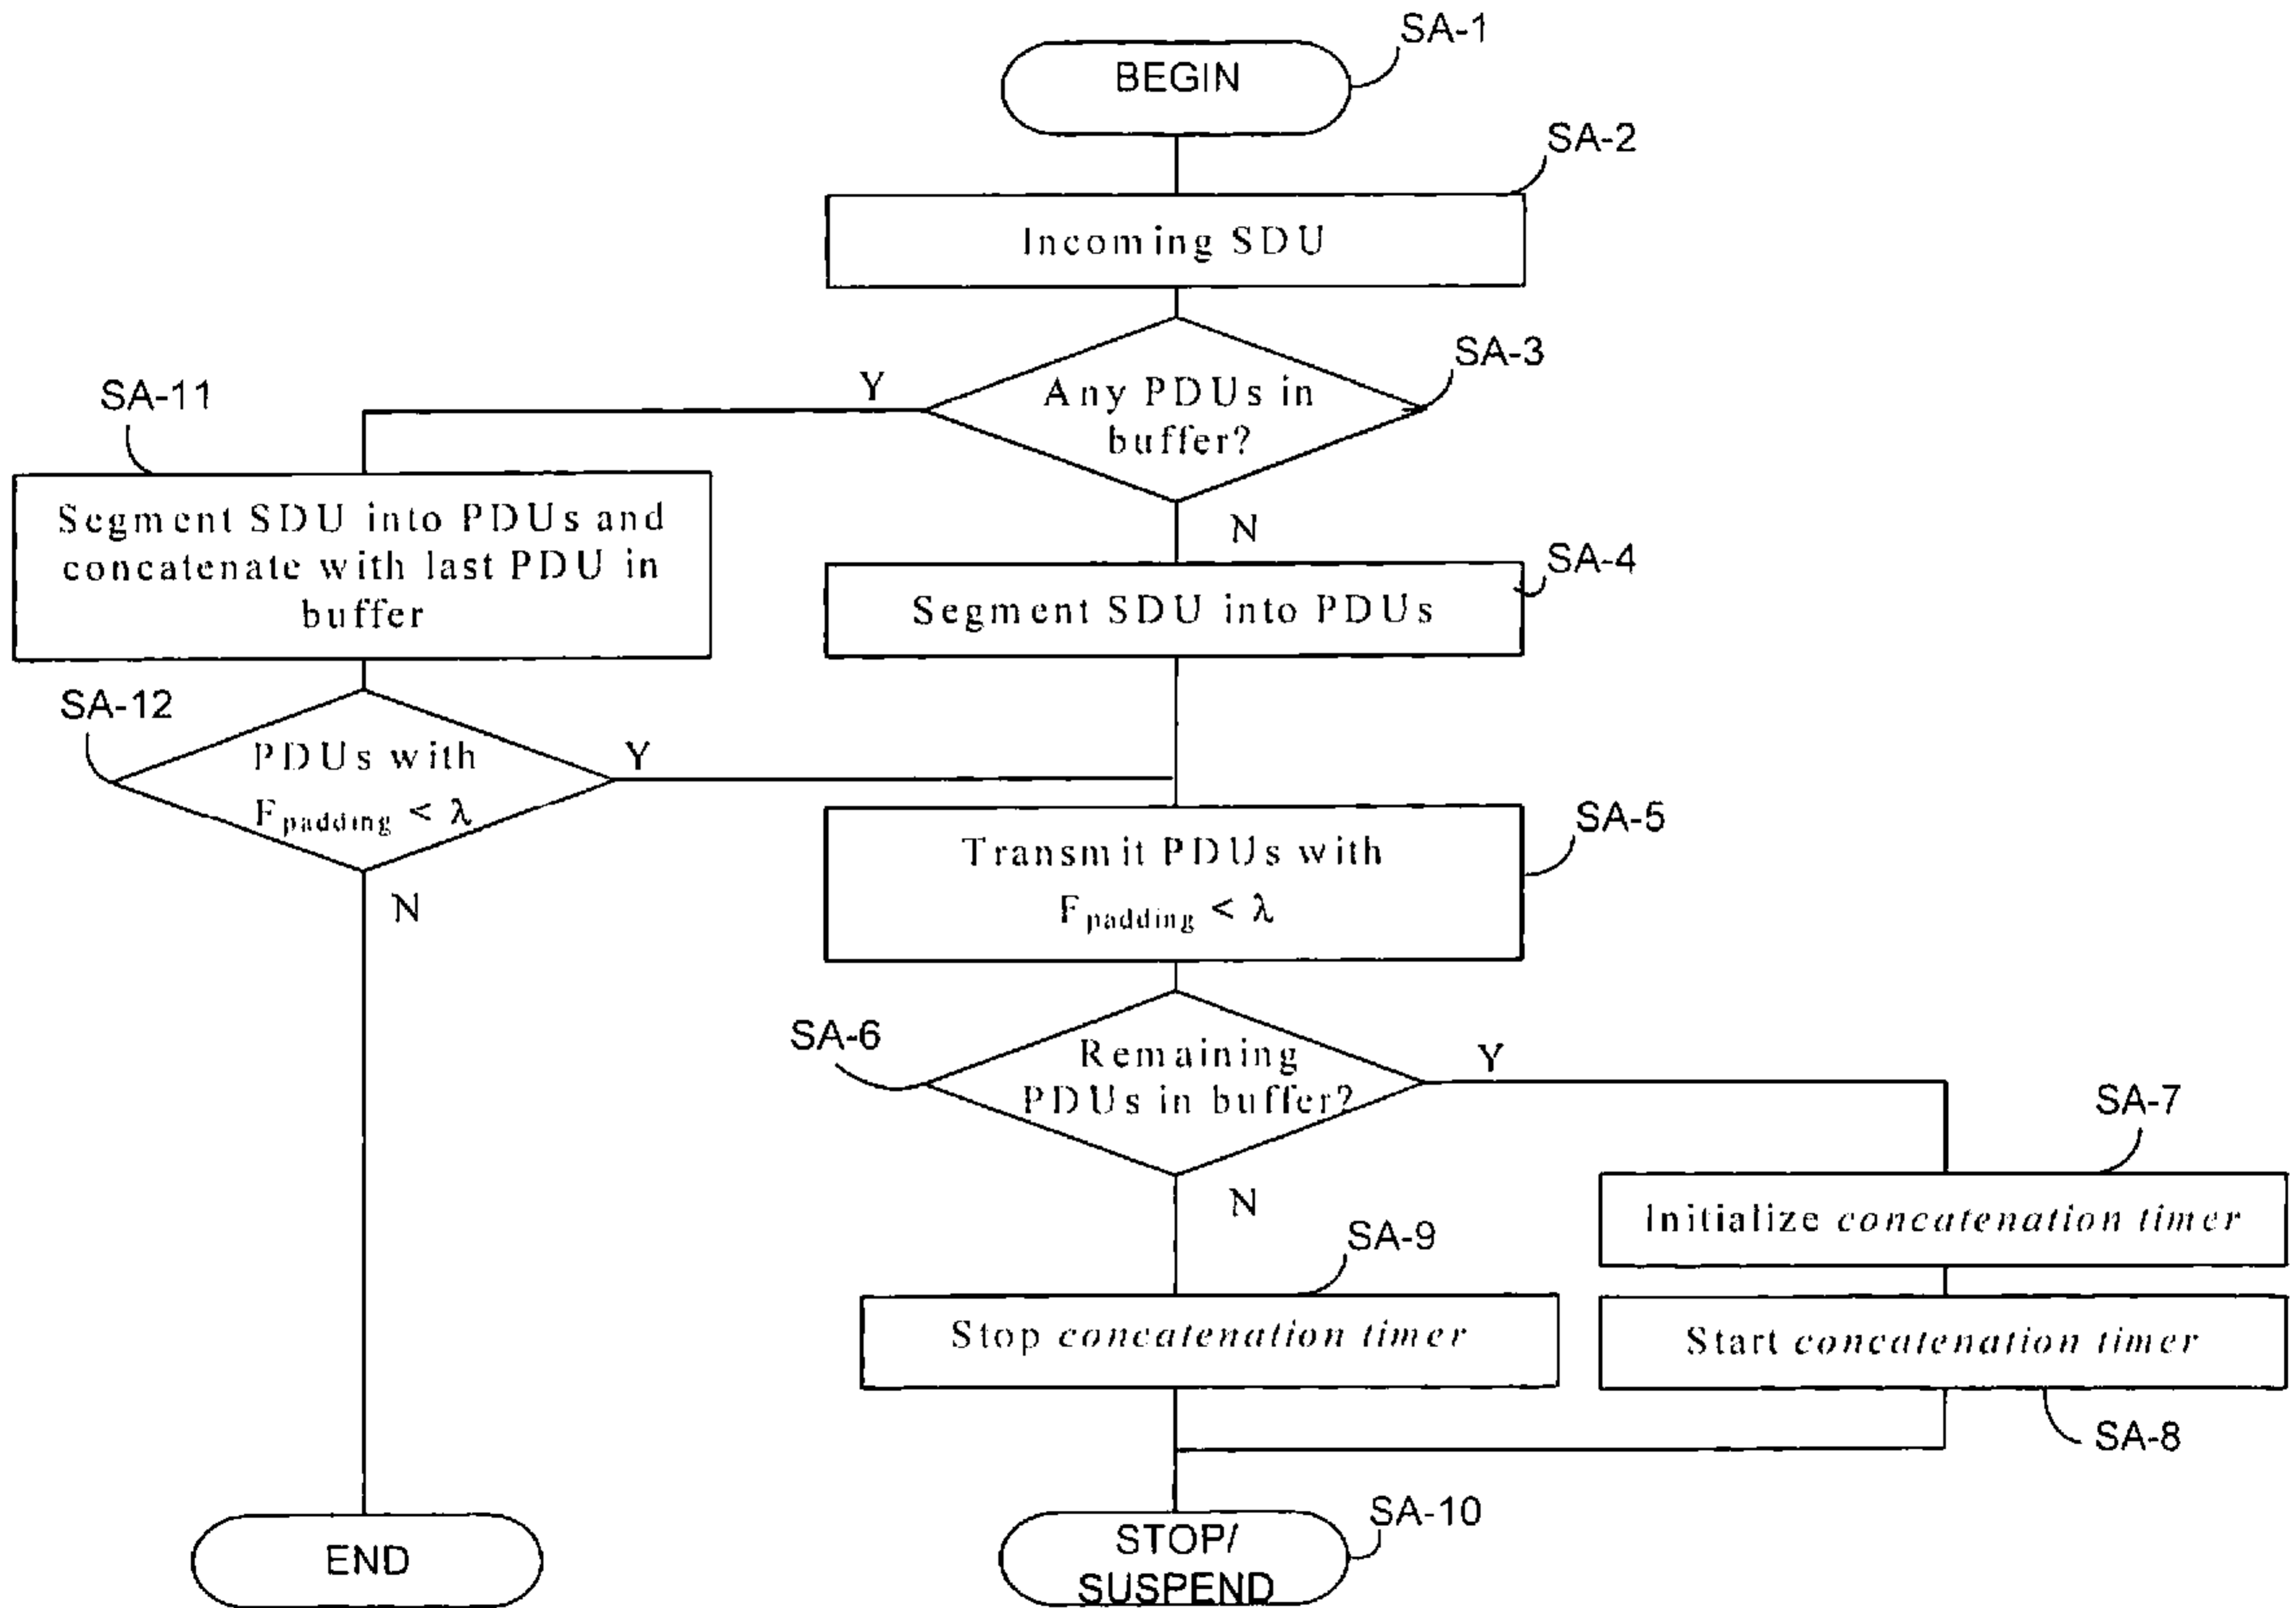 SA-1
BEGIN
SA-2
Incoming SDU
SA-3
Any PDUs in
buffer?
Y
N
SA-11
Segment SDU into PDUs and
concatenate with last PDU in
buffer
SA-4
Segment SDU into PDUs
SA-12
PDUs with
Fpadding < λ
Y
N
SA-5
Transmit PDUs with
Fpadding < λ
SA-6
Remaining
PDUs in buffer?
Y
N
SA-7
Initialize concatenation timer
SA-9
Stop concatenation timer
Start concatenation timer
SA-8
END
SA-10
STOP/
SUSPEND